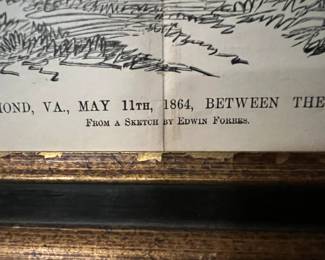 MOND, VA., MAY 11TH, 1864, BETWEEN THE
FROM A SKETCH BY EDWIN FORBES.